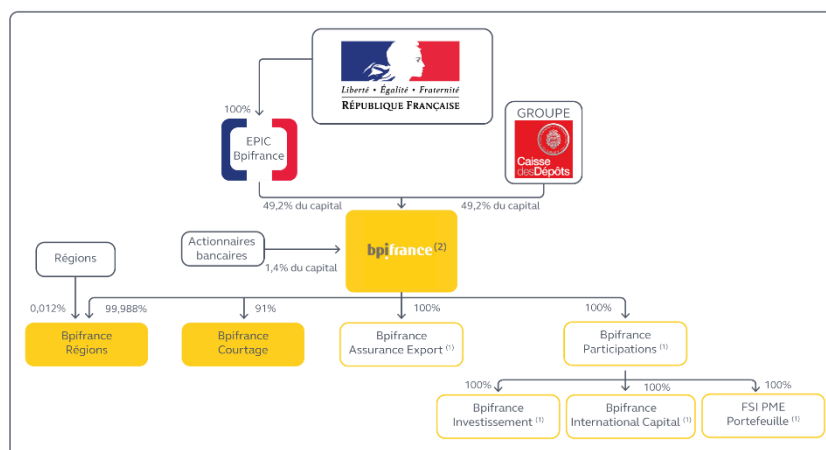 Liberté • Égalité • Fraternité
RÉPUBLIQUE FRANÇAISE
100%
EPIC
Bpifrance
GROUPE
Caisse
desDépôts
49,2% du capital
49,2% du capital
Actionnaires
bancaires
1,4% du capital
bpifrance (2)
Régions
0,012%
99,988%
91%
100%
100%
Bpifrance
Régions
Bpifrance
Courtage
Bpifrance
Assurance Export (1)
Bpifrance
Participations (1)
100%
100%
100%
Bpifrance
Investissement (1)
Bpifrance
International Capital (1)
FSI PME
Portefeuille (1)